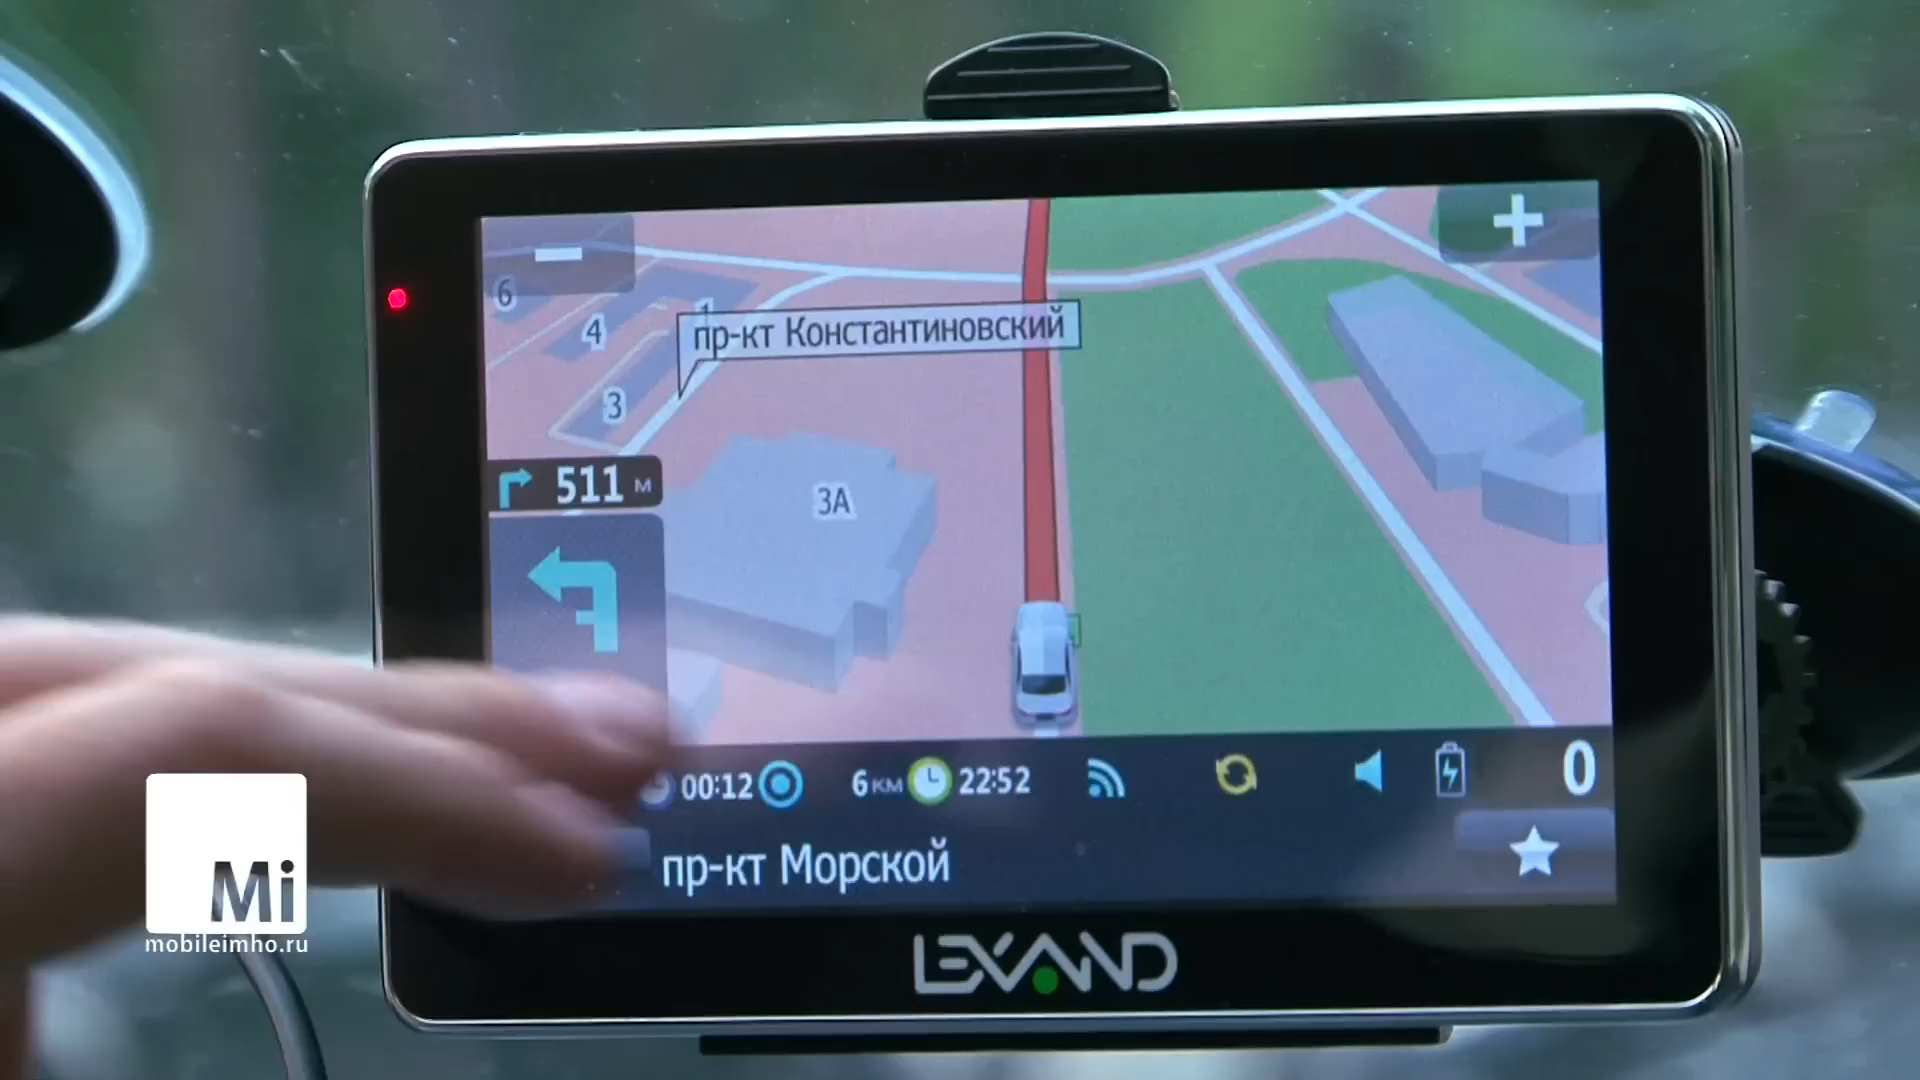 6
4
1
пр-кт Константиновский
3
511 м
3А
00:12
6 км
22:52
0
пр-кт Морской
LEXAND
Mi
mobileimho.ru